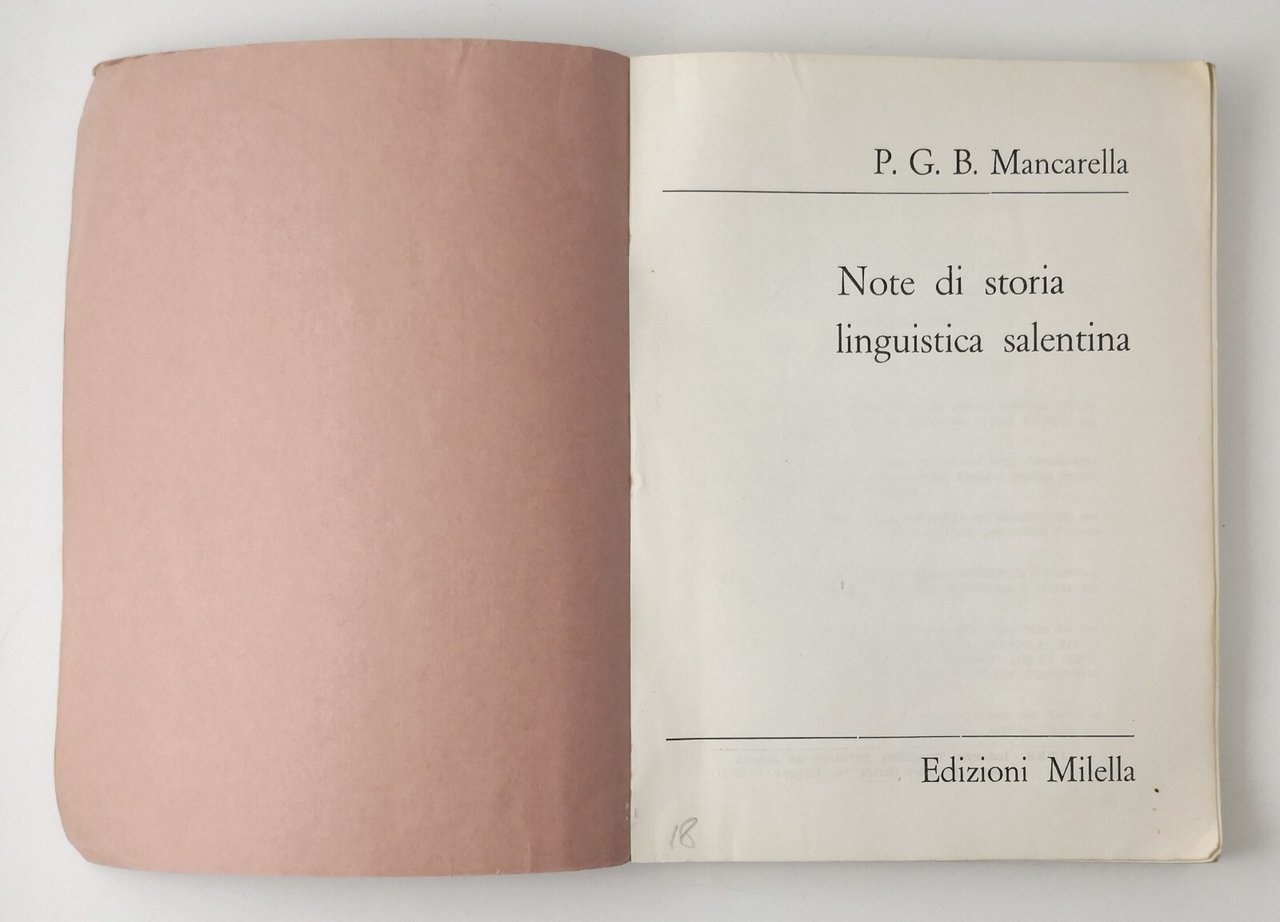 P. G. B. Mancarella
Note di storia
linguistica salentina
Edizioni Milella
18